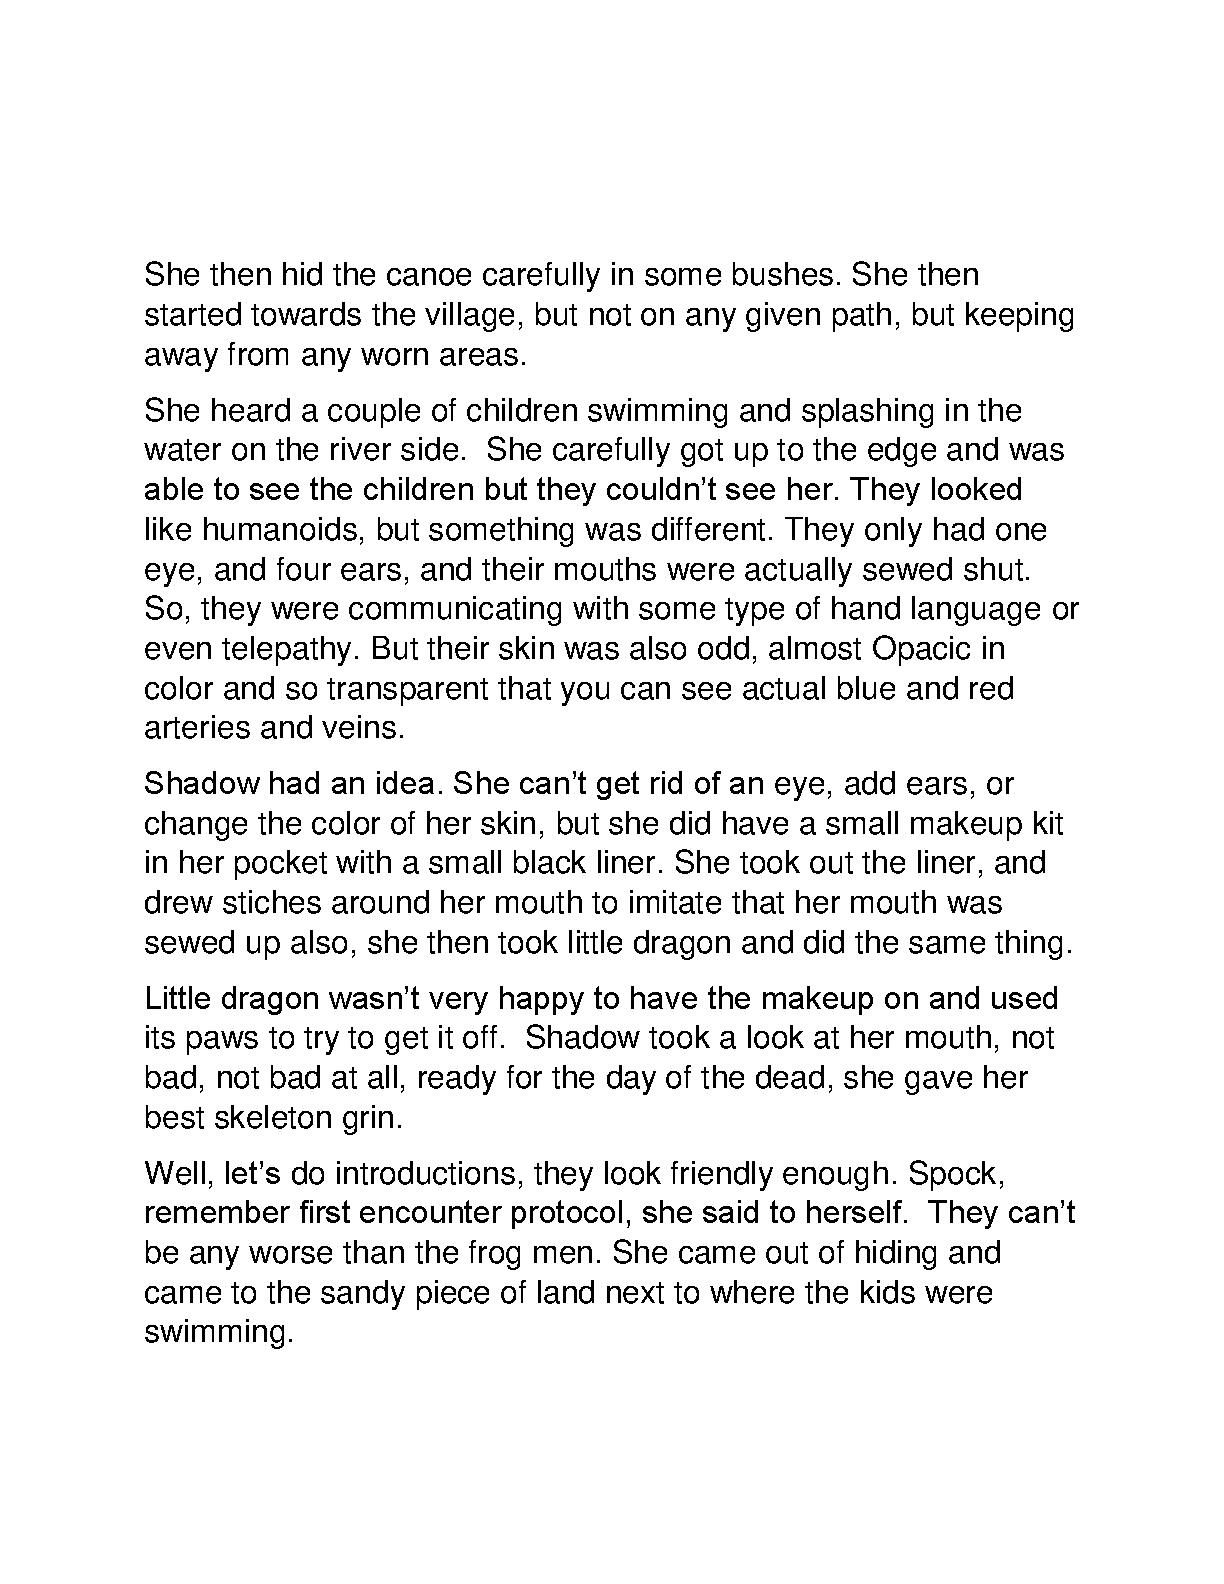 She then hid the canoe carefully in some bushes. She then
started towards the village, but not on any given path, but keeping
away from any worn areas.
She heard a couple of children swimming and splashing in the
water on the river side.  She carefully got up to the edge and was
able to see the children but they couldn’t see her. They looked
like humanoids, but something was different. They only had one
eye, and four ears, and their mouths were actually sewed shut.
So, they were communicating with some type of hand language or
even telepathy. But their skin was also odd, almost Opacic in
color and so transparent that you can see actual blue and red
arteries and veins.
Shadow had an idea. She can’t get rid of an eye, add ears, or
change the color of her skin, but she did have a small makeup kit
in her pocket with a small black liner. She took out the liner, and
drew stiches around her mouth to imitate that her mouth was
sewed up also, she then took little dragon and did the same thing.
Little dragon wasn’t very happy to have the makeup on and used
its paws to try to get it off.  Shadow took a look at her mouth, not
bad, not bad at all, ready for the day of the dead, she gave her
best skeleton grin.
Well, let’s do introductions, they look friendly enough. Spock,
remember first encounter protocol, she said to herself.  They can’t
be any worse than the frog men. She came out of hiding and
came to the sandy piece of land next to where the kids were
swimming.